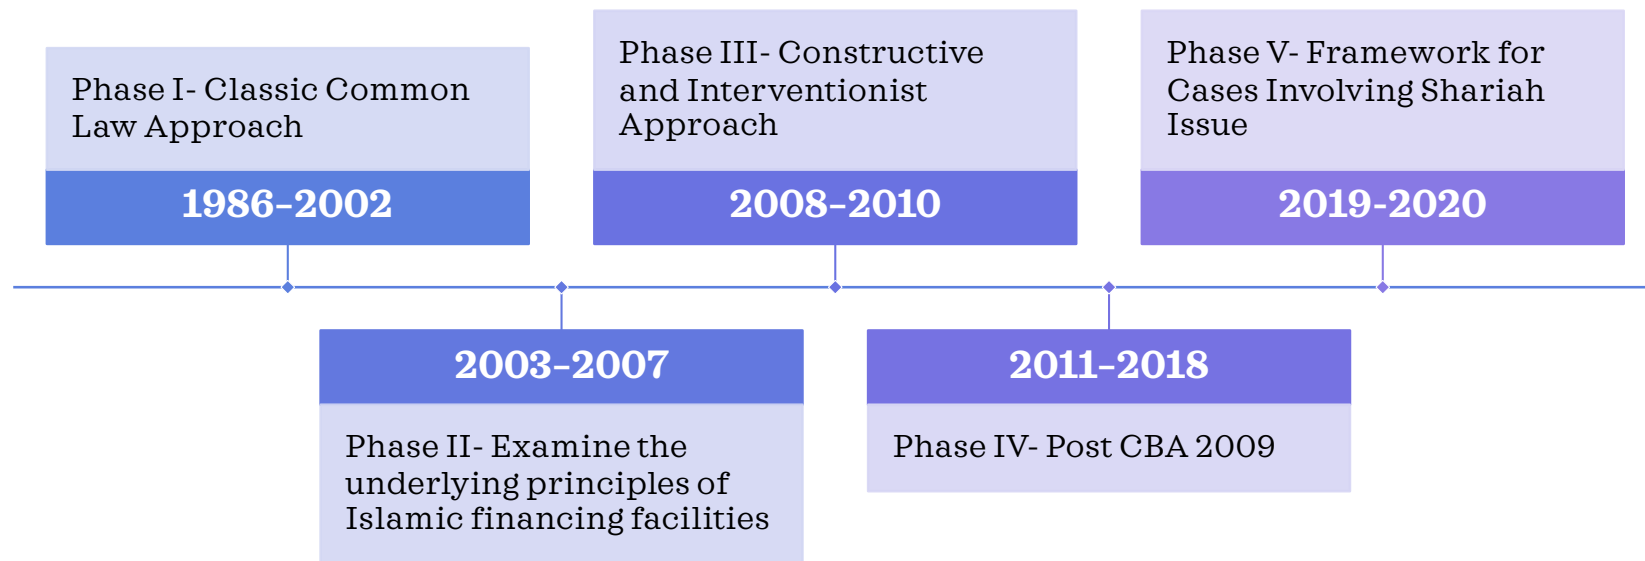 Phase I- Classic Common
Law Approach
1986–2002
2003–2007
Phase II- Examine the
underlying principles of
Islamic financing facilities
Phase III- Constructive
and Interventionist
Approach
2008–2010
2011–2018
Phase IV- Post CBA 2009
Phase V- Framework for
Cases Involving Shariah
Issue
2019-2020